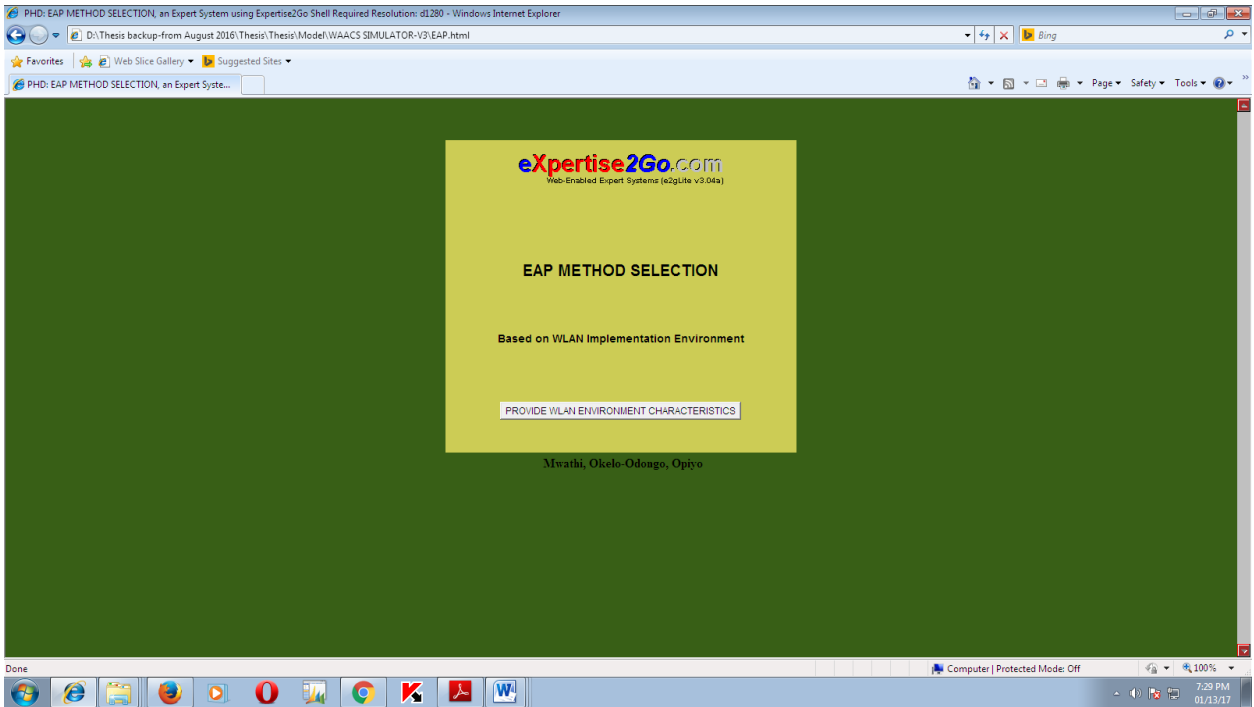 PHD: EAP METHOD SELECTION, an Expert System using Expertise2Go Shell Required Resolution: d1280 - Windows Internet Explorer
D:\Thesis backup-from August 2016\Thesis\Thesis\Model\WAACS SIMULATOR-V3\EAP.html
Bing
Favorites Web Slice Gallery Suggested Sites
PHD: EAP METHOD SELECTION, an Expert Syste...
Page Safety Tools
eXpertise2Go.com
Web-Enabled Expert Systems (e2gLite v3.04a)
EAP METHOD SELECTION
Based on WLAN Implementation Environment
PROVIDE WLAN ENVIRONMENT CHARACTERISTICS
Mwathi, Okelo-Odongo, Opiyo
Done
Computer | Protected Mode: Off
100%
7:29 PM
01/13/17